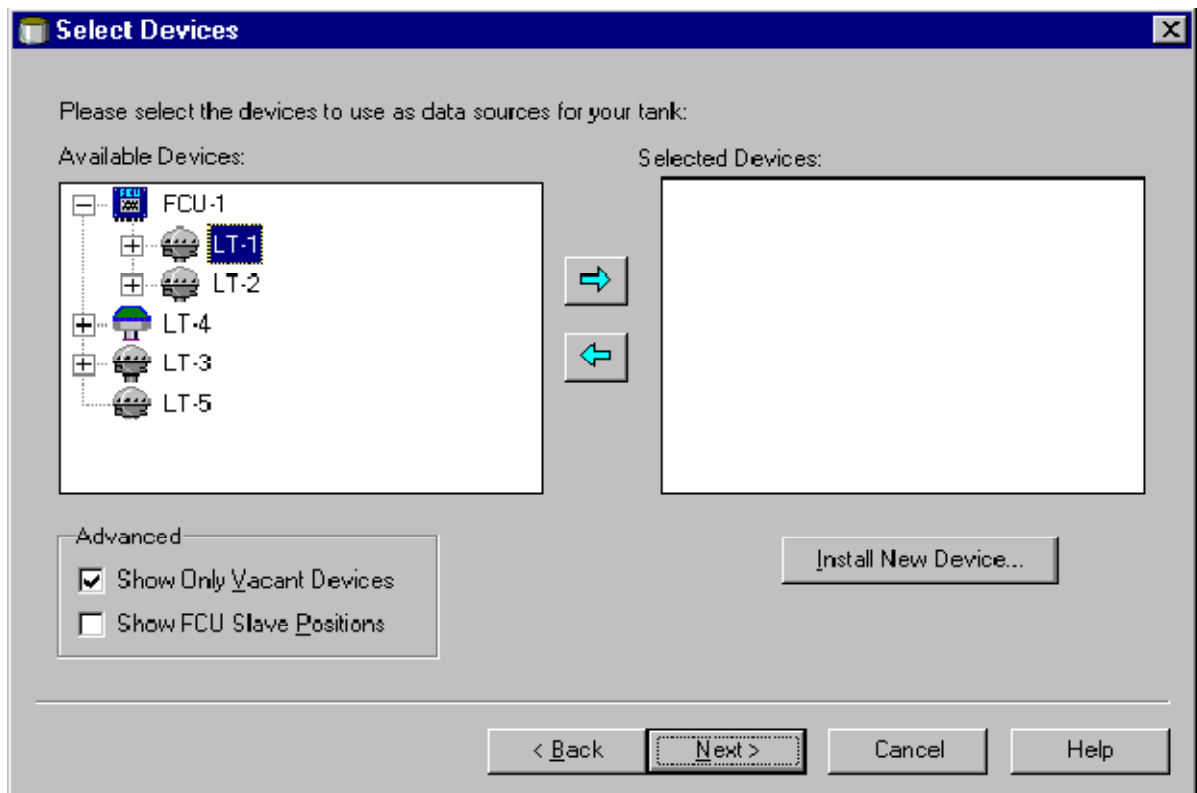 Select Devices
Please select the devices to use as data sources for your tank:
Available Devices:
Selected Devices:
FCU
FCU-1
LT-1
LT-2
LT-4
LT-3
LT-5
Advanced
Show Only Vacant Devices
Show FCU Slave Positions
Install New Device...
< Back
Next >
Cancel
Help